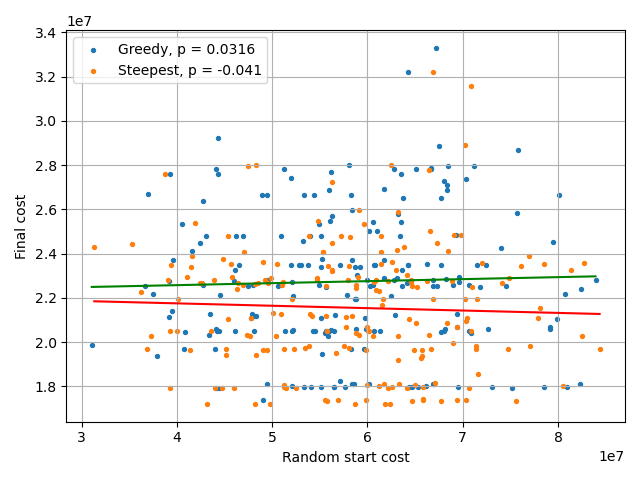 1e7
3.4
3.2
3.0
2.8
2.6
2.4
2.2
2.0
1.8
Final cost
Greedy, p = 0.0316
Steepest, p = -0.041
3
4
5
6
7
8
Random start cost
1e7